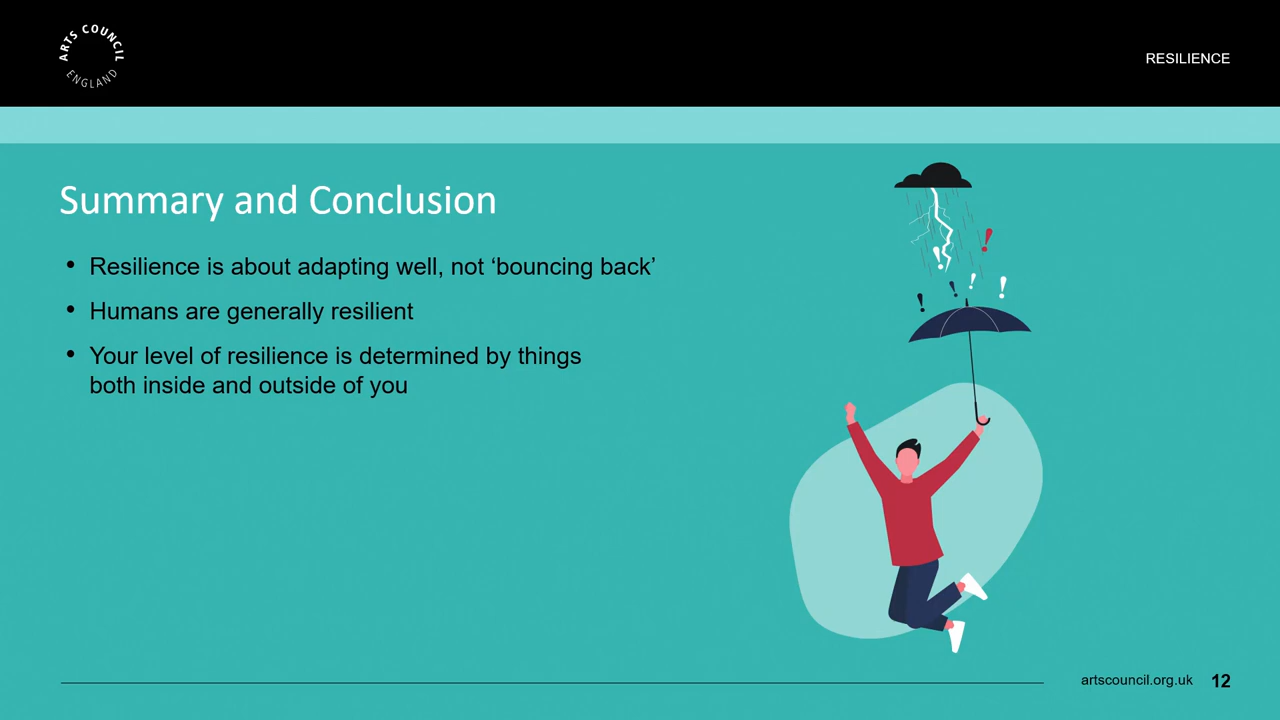 ARTS COUNCIL
ENGLAND
RESILIENCE
Summary and Conclusion
• Resilience is about adapting well, not ‘bouncing back’
• Humans are generally resilient
• Your level of resilience is determined by things
both inside and outside of you
artscouncil.org.uk 12